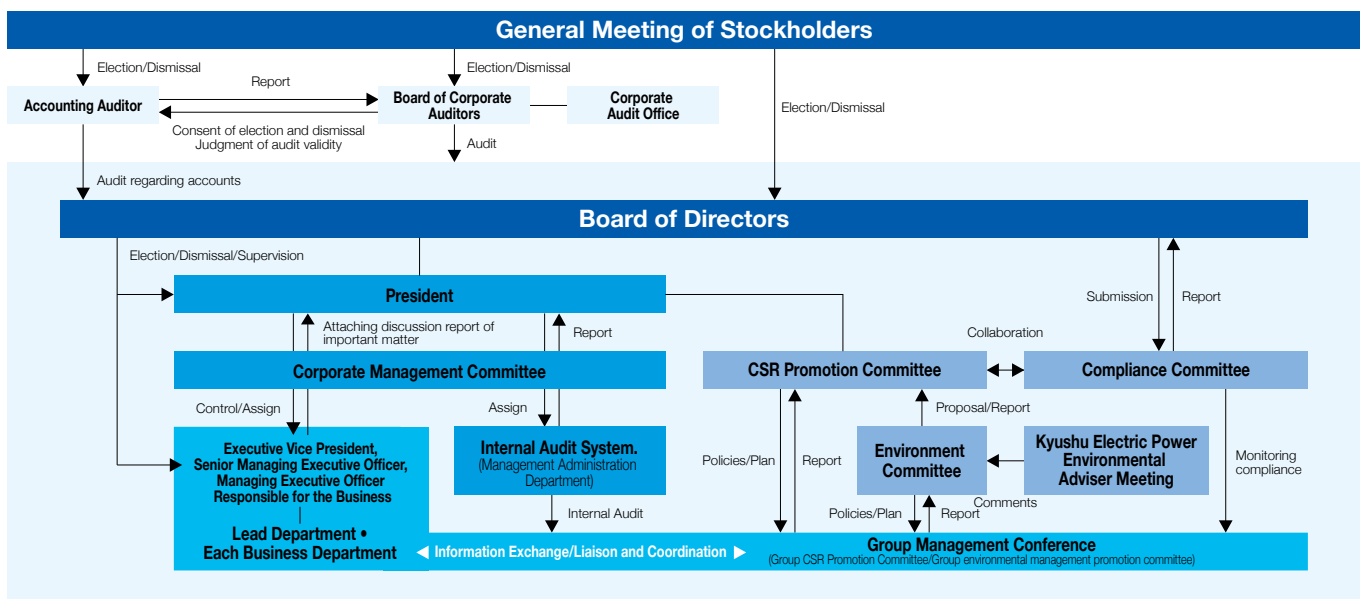 General Meeting of Stockholders
Election/Dismissal
Election/Dismissal
Election/Dismissal
Accounting Auditor
Report
Consent of election and dismissal
Judgment of audit validity
Board of Corporate
Auditors
Corporate
Audit Office
Audit
Audit regarding accounts
Board of Directors
Election/Dismissal/Supervision
Submission
Report
President
Attaching discussion report of
important matter
Report
Collaboration
Corporate Management Committee
CSR Promotion Committee
Compliance Committee
Control/Assign
Assign
Proposal/Report
Executive Vice President,
Senior Managing Executive Officer,
Managing Executive Officer
Responsible for the Business
Lead Department •
Each Business Department
Internal Audit System.
(Management Administration
Department)
Internal Audit
Policies/Plan
Report
Environment
Committee
Kyushu Electric Power
Environmental
Adviser Meeting
Comments
Policies/Plan
Report
Monitoring
compliance
Information Exchange/Liaison and Coordination
Group Management Conference
(Group CSR Promotion Committee/Group environmental management promotion committee)